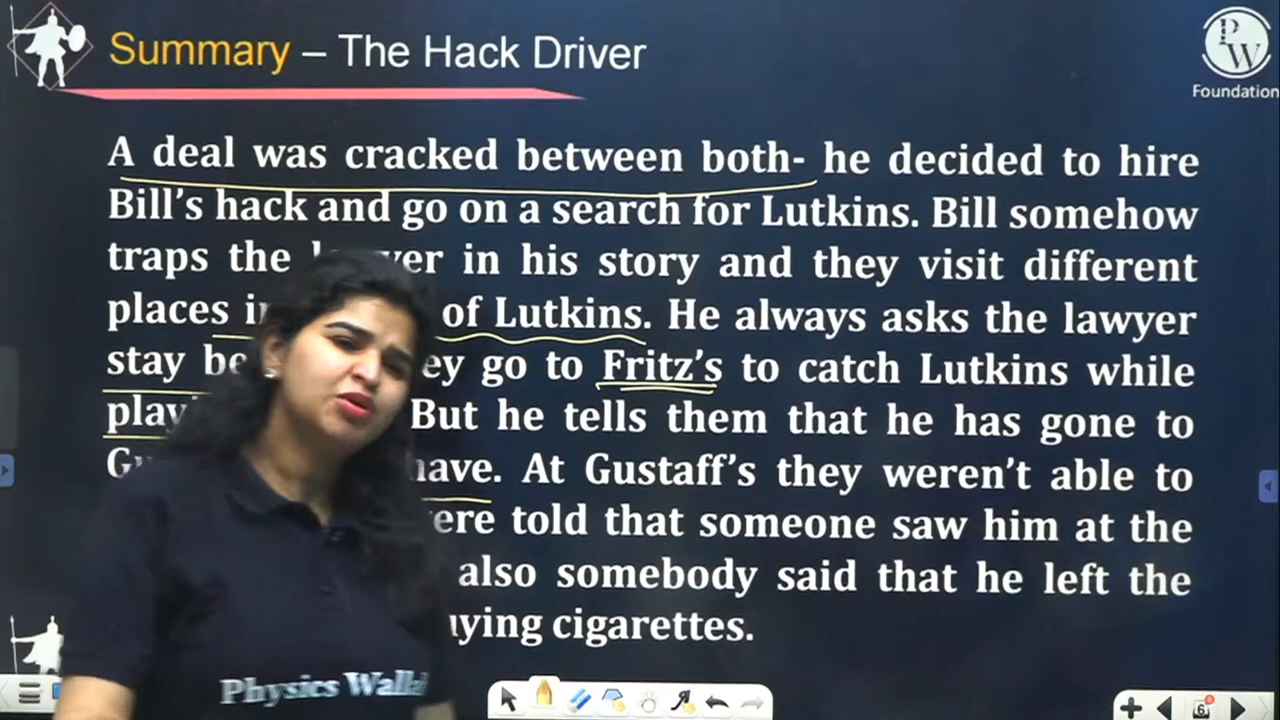 Summary – The Hack Driver
PW
Foundation
A deal was cracked between both- he decided to hire
Bill's hack and go on a search for Lutkins. Bill somehow
traps the in his story and they visit different
places of Lutkins. He always asks the lawyer
stay go to Fritz's to catch Lutkins while
But he tells them that he has gone to
At Gustaff's they weren't able to
told that someone saw him at the
also somebody said that he left the
cigarettes.
Physics Walla
6